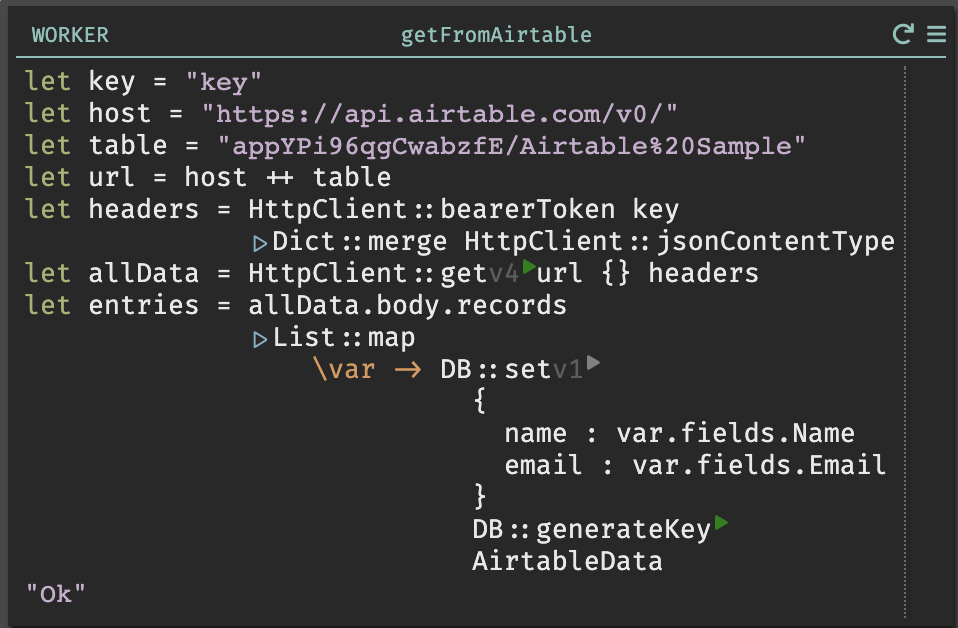 WORKER getFromAirtable
let key = "key"
let host = "https://api.airtable.com/v0/"
let table = "appYPi96qgCwabzfE/Airtable%20Sample"
let url = host ++ table
let headers = HttpClient::bearerToken key
▷Dict::merge HttpClient::jsonContentType
let allData = HttpClient::getv4▶url {} headers
let entries = allData.body.records
▷List::map
\var -> DB::setv1▶
{
name : var.fields.Name
email : var.fields.Email
}
DB::generateKey▶
AirtableData
"Ok"